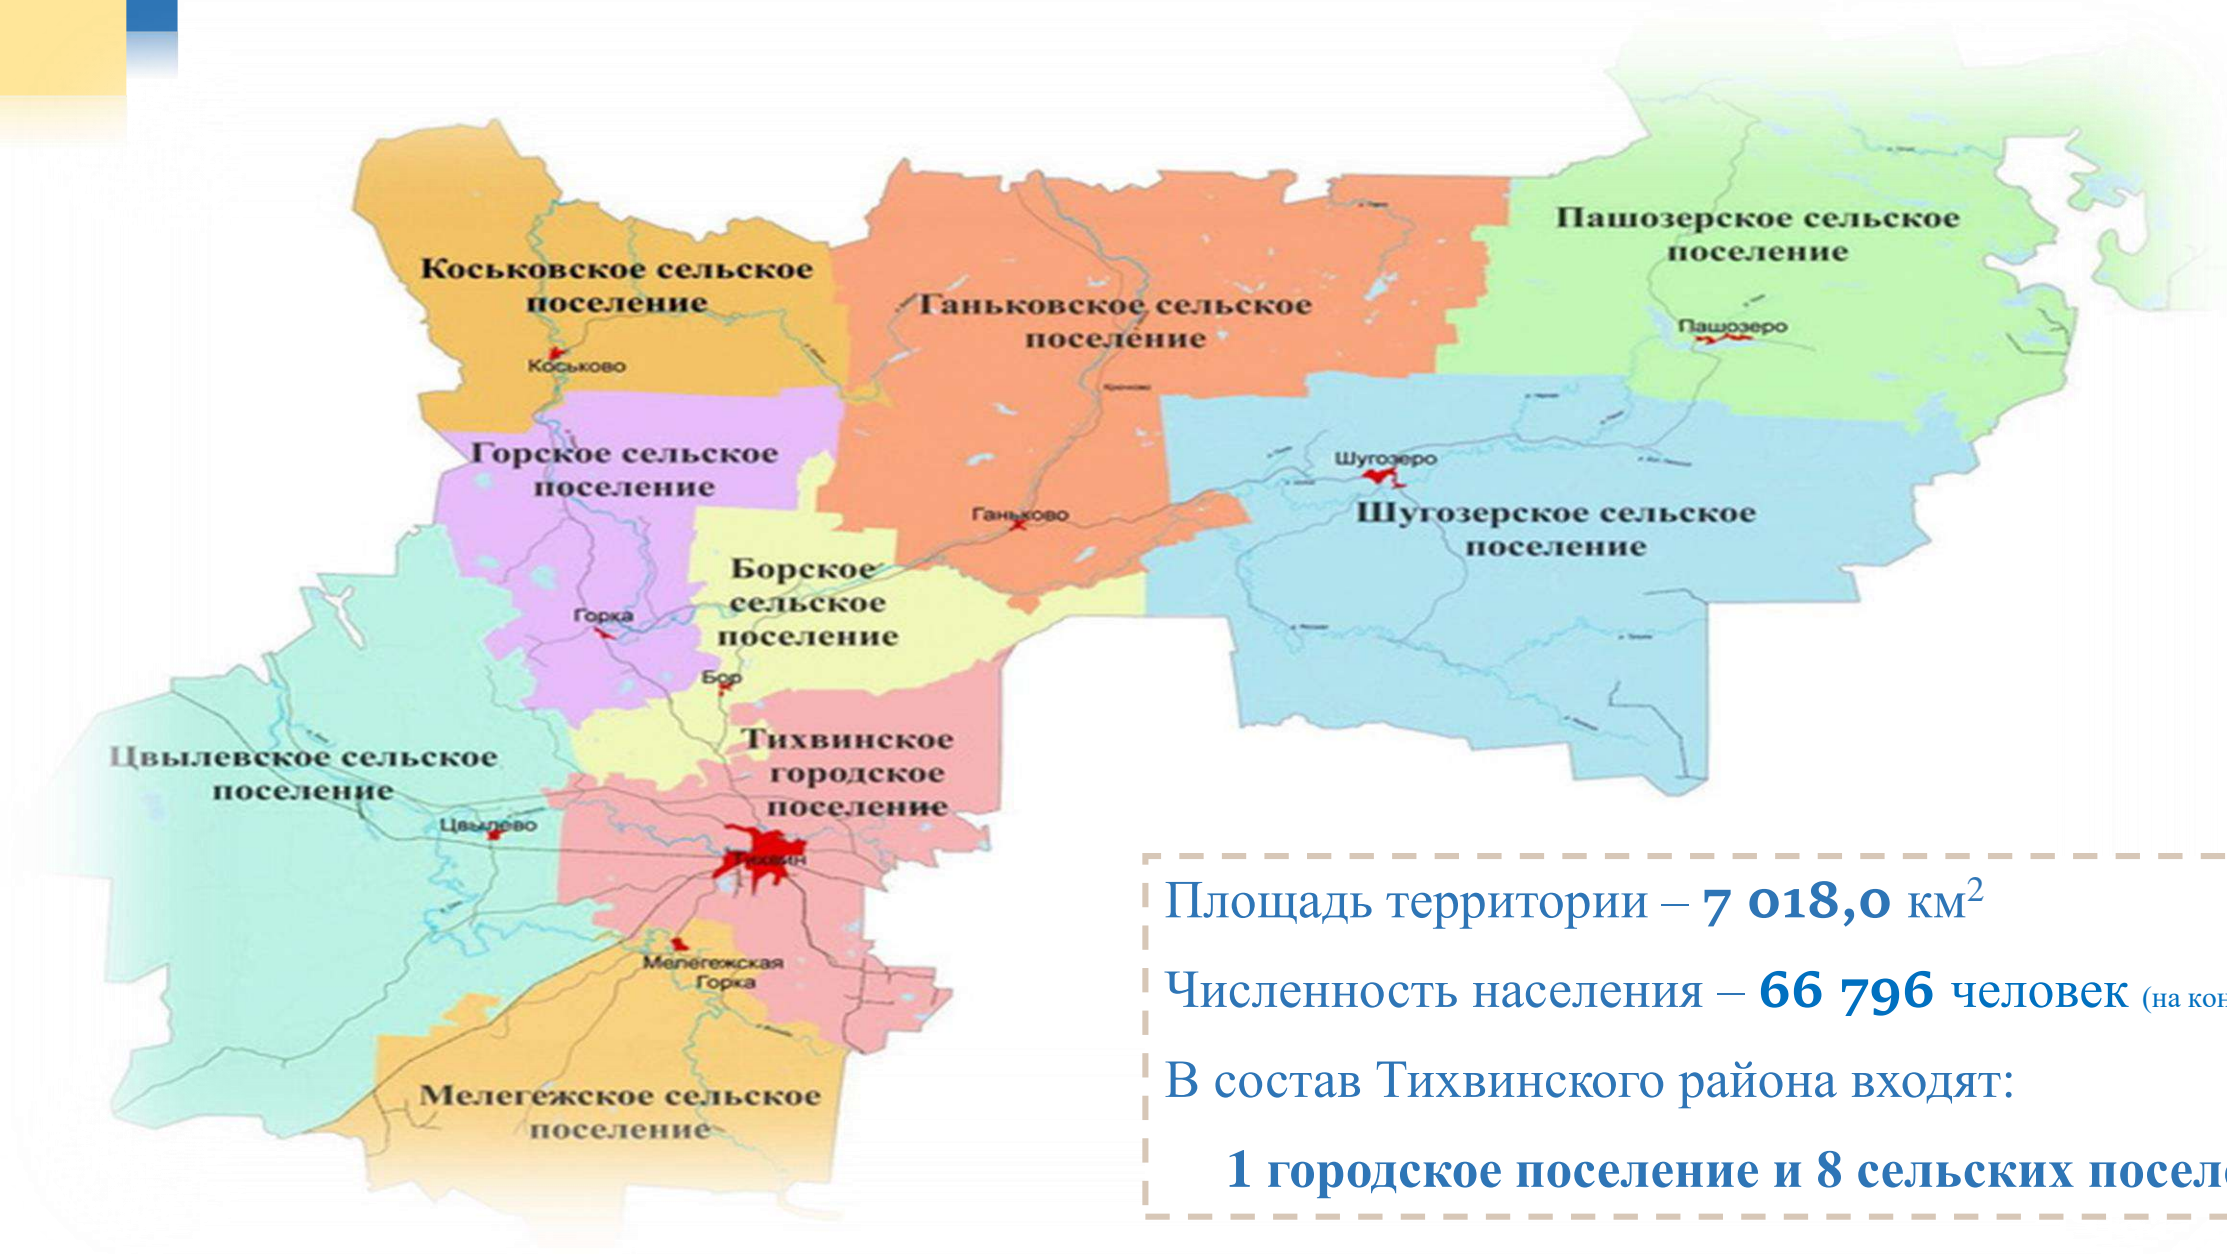 Пашозерское сельское
поселение
Коськовское сельское
поселение
Ганьковское сельское
поселение
Пашозеро
Коськово
Крючково
Горское сельское
поселение
Шугозеро
Шугозерское сельское
поселение
Ганьково
Борское
сельское
поселение
Горка
Бор
Тихвинское
городское
поселение
Цвылевское сельское
поселение
Цвылево
Тихвин
Мелегежская
Горка
Мелегежское сельское
поселение
Площадь территории – 7 018,0 км²
Численность населения – 66 796 человек (на кон
В состав Тихвинского района входят:
1 городское поселение и 8 сельских посел